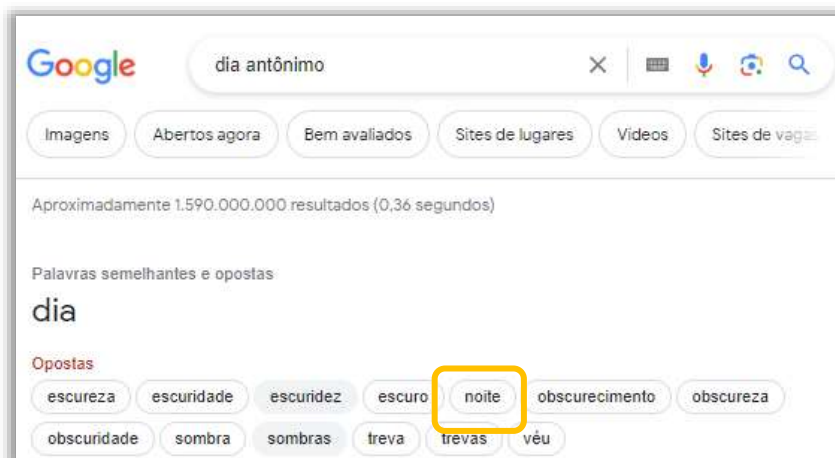 Google dia antônimo
Imagens Abertos agora Bem avaliados Sites de lugares Vídeos Sites de vagas
Aproximadamente 1.590.000.000 resultados (0,36 segundos)
Palavras semelhantes e opostas
dia
Opostas
escureza escuridade escuridez escuro noite obscurecimento obscureza
obscuridade sombra sombras treva trevas véu